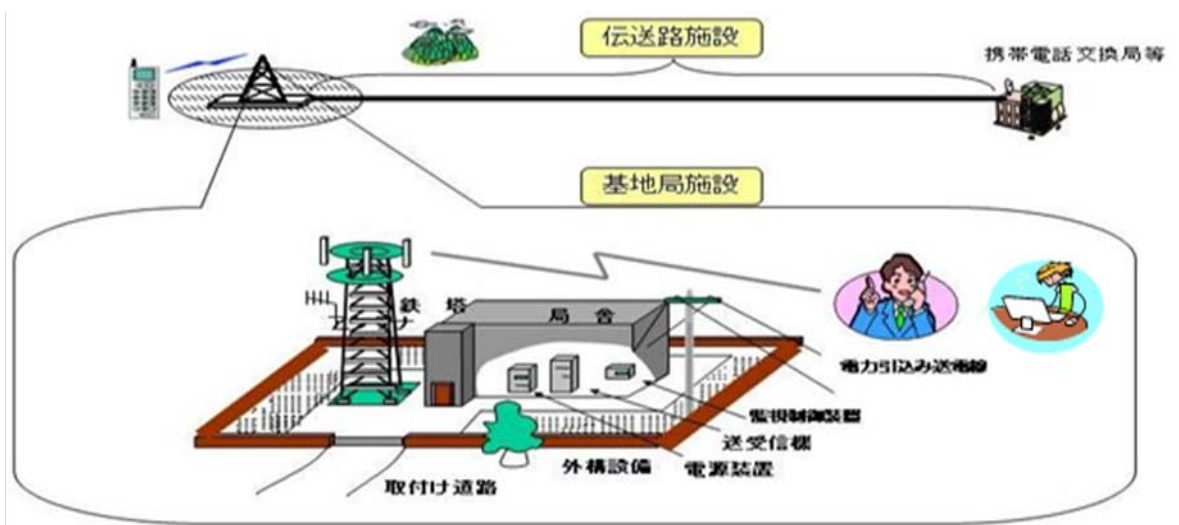 伝送路施設
携帯電話交換局等
基地局施設
鉄塔
局舎
電力引込み送電線
監視制御装置
送受信機
電源装置
外構設備
取付け道路